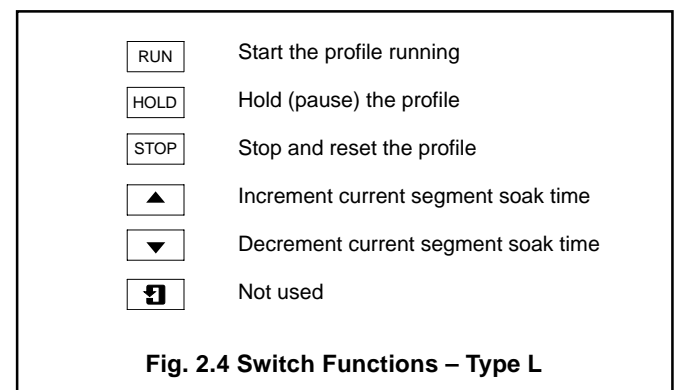 RUN Start the profile running
HOLD Hold (pause) the profile
STOP Stop and reset the profile
▲ Increment current segment soak time
▼ Decrement current segment soak time
Not used
Fig. 2.4 Switch Functions – Type L